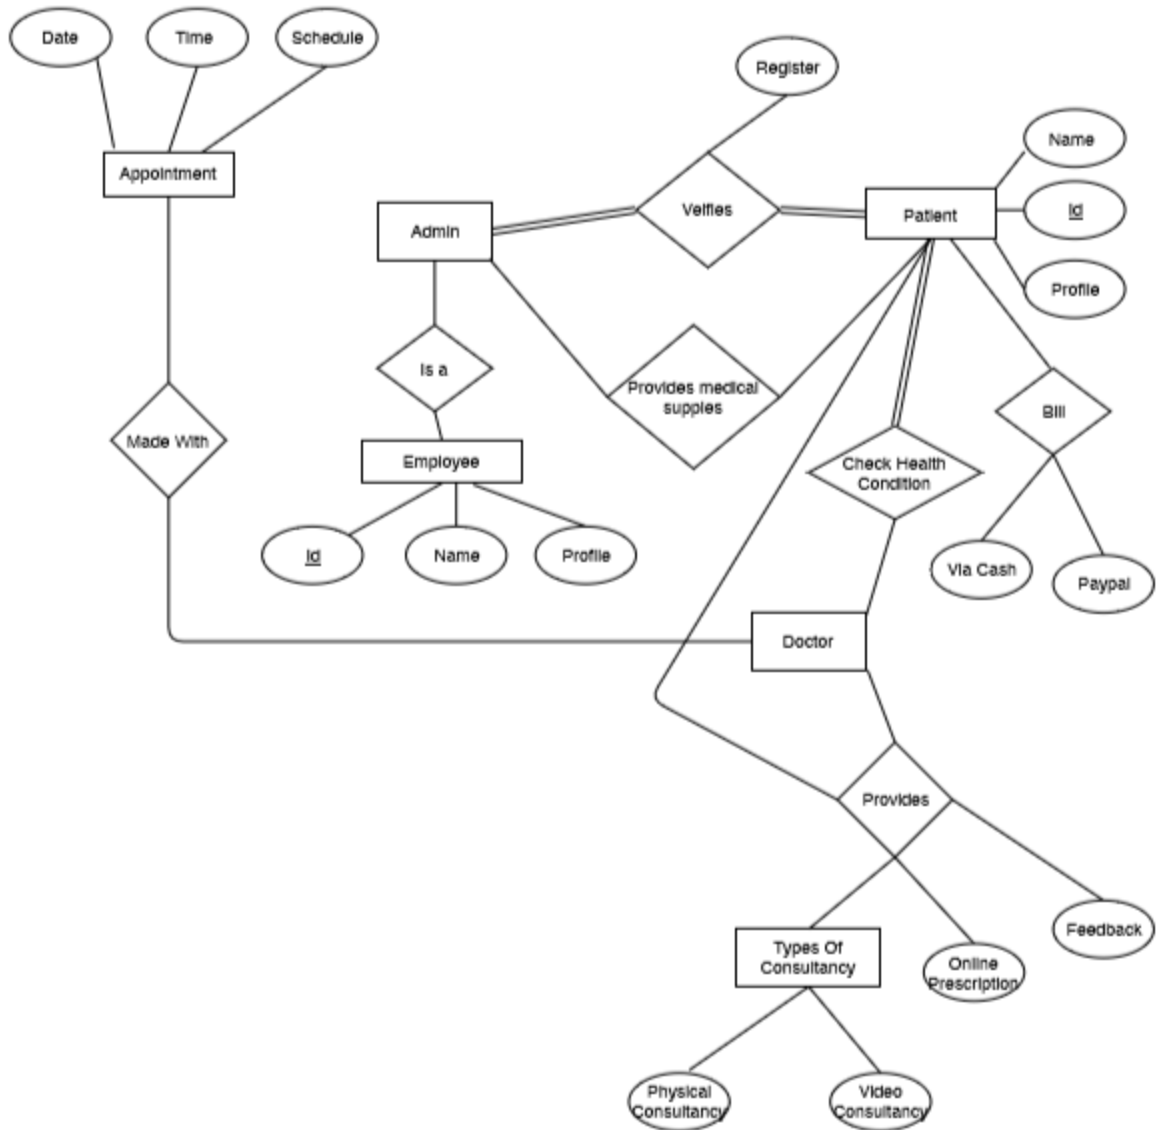 Date
Time
Schedule
Register
Name
Appointment
Id
Velfies
Patient
Admin
Profile
Is a
Provides medical
supples
Bill
Made With
Employee
Check Health
Condition
Id
Name
Profile
Via Cash
Paypal
Doctor
Provides
Feedback
Types Of
Consultancy
Online
Prescription
Physical
Consultancy
Video
Consultancy